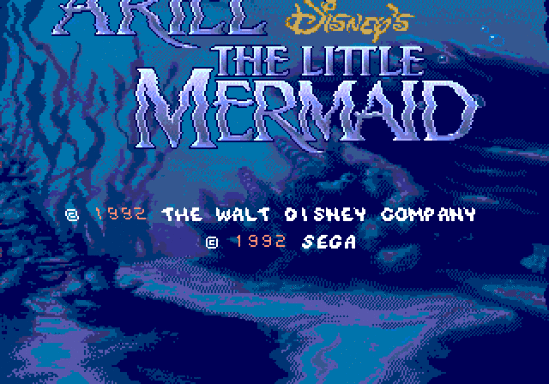 ARIEL Disney's
THE LITTLE
MERMAID
© 1992 THE WALT DISNEY COMPANY
© 1992 SEGA